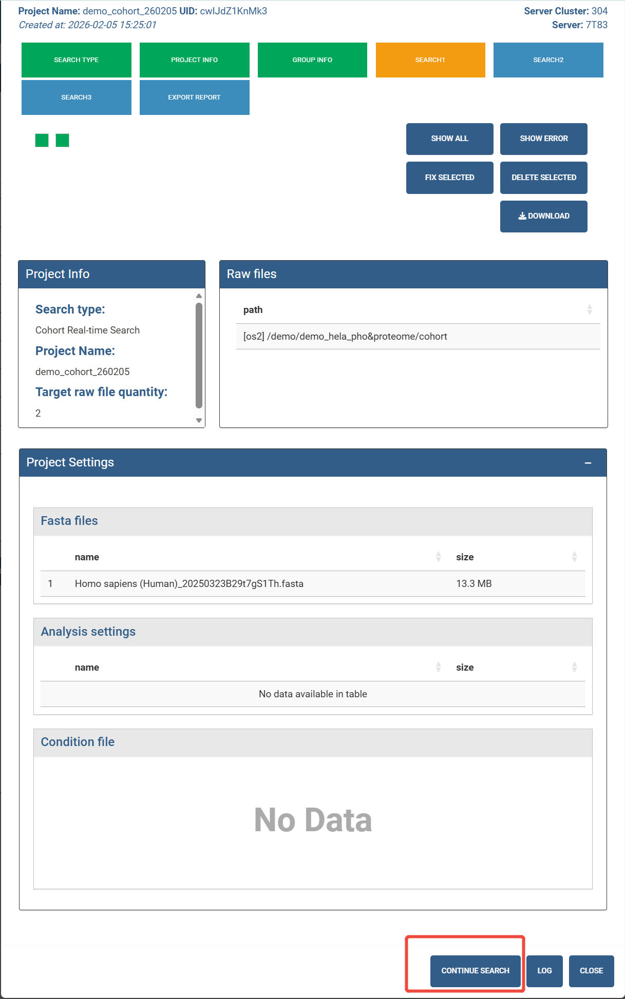 Project Name: demo_cohort_260205 UID: cwIJdZ1KnMk3
Created at: 2026-02-05 15:25:01
Server Cluster: 304
Server: 7T83
SEARCH TYPE
PROJECT INFO
GROUP INFO
SEARCH1
SEARCH2
SEARCH3
EXPORT REPORT
SHOW ALL
SHOW ERROR
FIX SELECTED
DELETE SELECTED
DOWNLOAD
Project Info
Search type:
Cohort Real-time Search
Project Name:
demo_cohort_260205
Target raw file quantity:
2
Raw files
path
[os2] /demo/demo_hela_pho&proteome/cohort
Project Settings
Fasta files
name size
1 Homo sapiens (Human)_20250323B29t7gS1Th.fasta 13.3 MB
Analysis settings
name size
No data available in table
Condition file
No Data
CONTINUE SEARCH
LOG
CLOSE